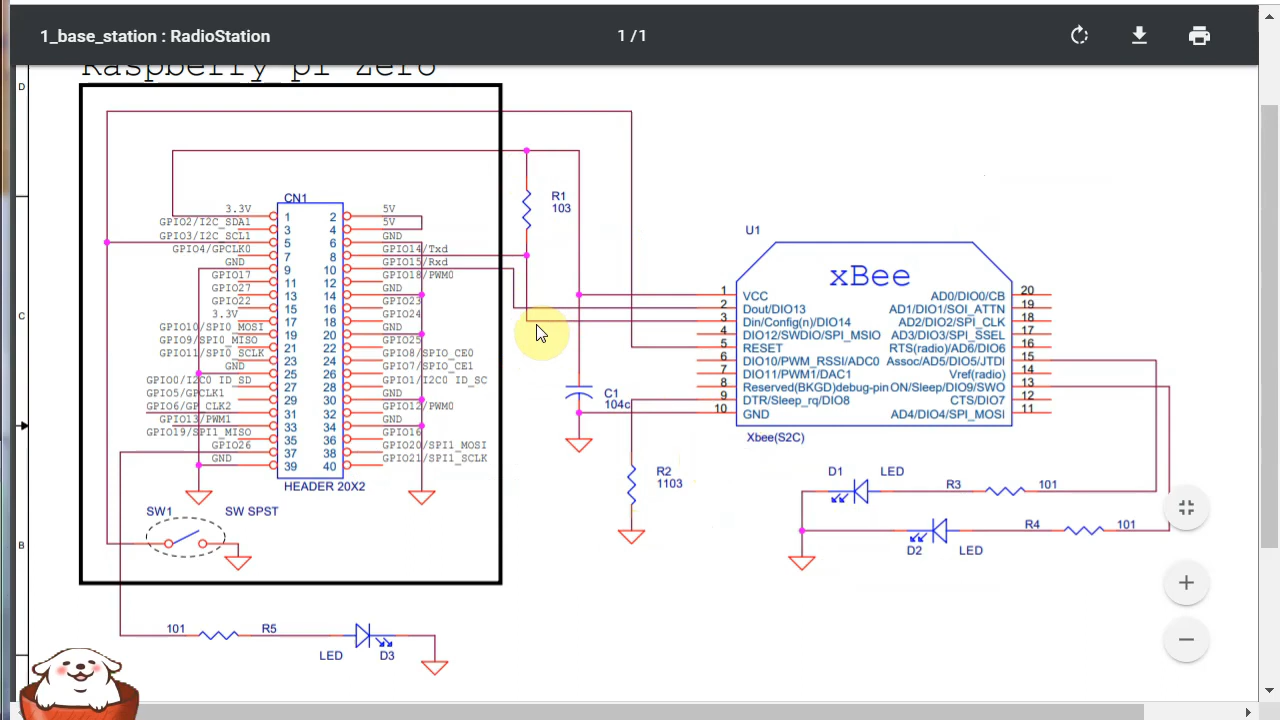 1_base_station : RadioStation
1 / 1
Raspberry pi Zero
D
CN1
3.3V 1 2 5V
GPIO2/I2C_SDA1 3 4 5V
GPIO3/I2C_SCL1 5 6 GND
GPIO4/GPCLK0 7 8 GPIO14/Txd
GND 9 10 GPIO15/Rxd
GPIO17 11 12 GPIO18/PWM0
GPIO27 13 14 GND
GPIO22 15 16 GPIO23
3.3V 17 18 GPIO24
GPIO10/SPI0_MOSI 19 20 GND
GPIO9/SPI0_MISO 21 22 GPIO25
GPIO11/SPI0_SCLK 23 24 GPIO8/SPIO_CE0
GND 25 26 GPIO7/SPIO_CE1
GPIO0/I2C0 ID_SD 27 28 GPIO1/I2C0 ID_SC
GPIO5/GPCLK1 29 30 GND
GPIO6/GP_CLK2 31 32 GPIO12/PWM0
GPIO13/PWM1 33 34 GND
GPIO19/SPI1_MISO 35 36 GPIO16
GPIO26 37 38 GPIO20/SPI1_MOSI
GND 39 40 GPIO21/SPI1_SCLK
HEADER 20X2
SW1 SW SPST
R1
103
U1
xBee
1 VCC AD0/DIO0/CB 20
2 Dout/DIO13 AD1/DIO1/SOI_ATTN 19
3 Din/Config(n)/DIO14 AD2/DIO2/SPI_CLK 18
4 DIO12/SWDIO/SPI_MSIO AD3/DIO3/SPI_SSEL 17
5 RESET RTS(radio)/AD6/DIO6 16
6 DIO10/PWM_RSSI/ADC0 Assoc/AD5/DIO5/JTDI 15
7 DIO11/PWM1/DAC1 Vref(radio) 14
8 Reserved(BKGD)debug-pin ON/Sleep/DIO9/SWO 13
9 DTR/Sleep_rq/DIO8 CTS/DIO7 12
10 GND AD4/DIO4/SPI_MOSI 11
Xbee(S2C)
C
C1
104c
R2
1103
D1 LED R3 101
D2 LED R4 101
B
101 R5
LED D3